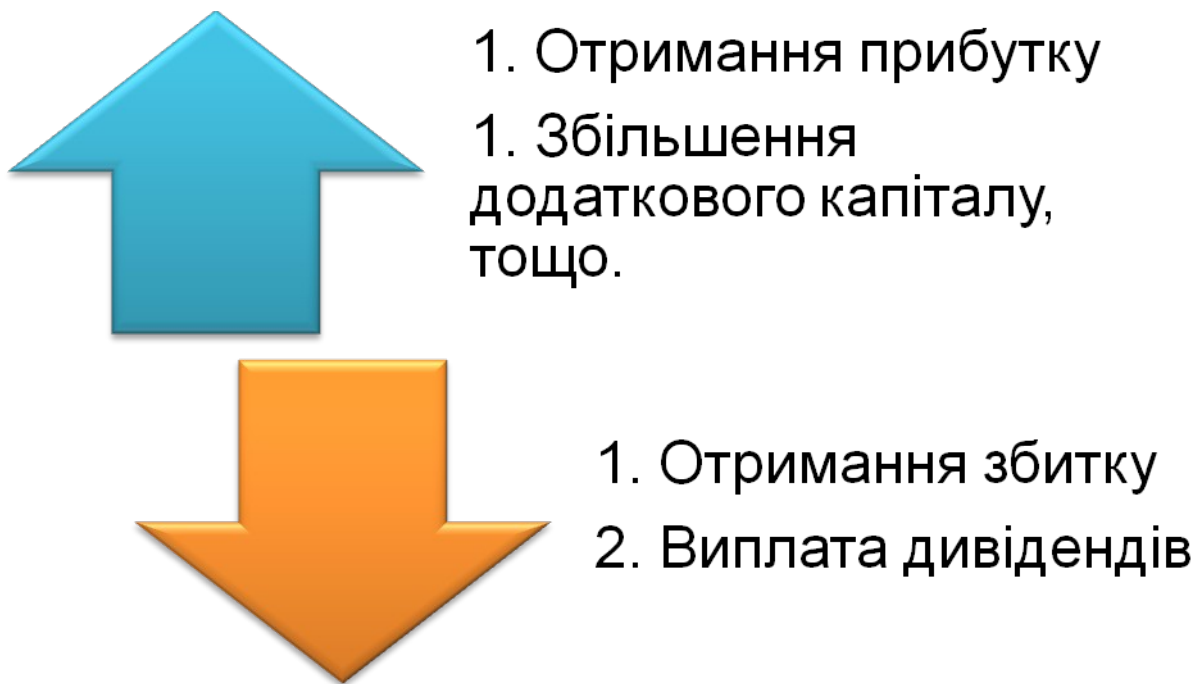 1. Отримання прибутку
1. Збільшення
додаткового капіталу,
тощо.
1. Отримання збитку
2. Виплата дивідендів